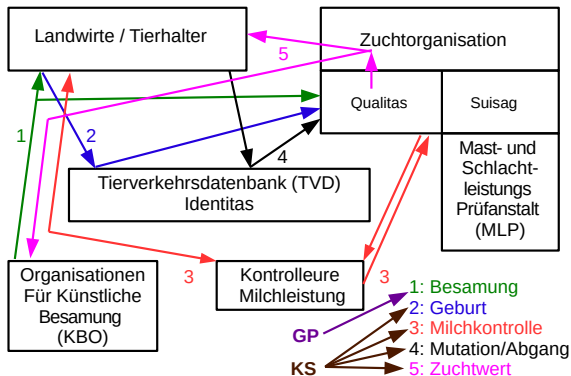 Landwirte / Tierhalter
Zuchtorganisation
5
Qualitas
Suisag
1
2
4
Mast- und
Schlacht-
leistungs
Prüfanstalt
(MLP)
Tierverkehrsdatenbank (TVD)
Identitas
3
3
Organisationen
Für Künstliche
Besamung
(KBO)
Kontrolleure
Milchleistung
GP
KS
1: Besamung
2: Geburt
3: Milchkontrolle
4: Mutation/Abgang
5: Zuchtwert